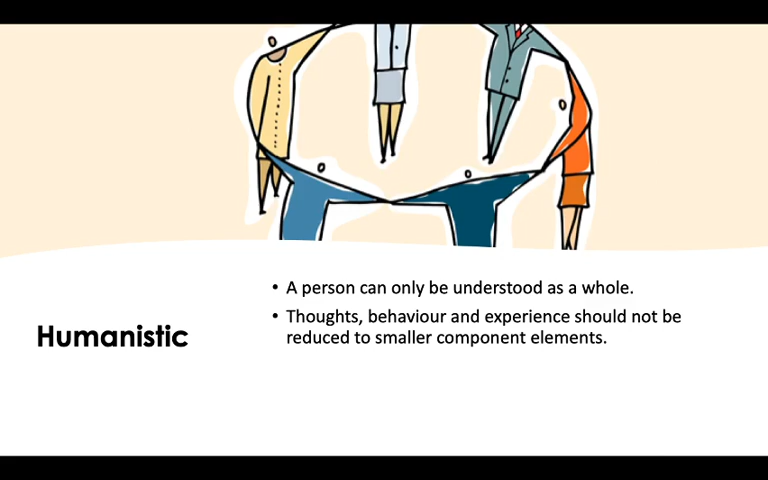 Humanistic
• A person can only be understood as a whole.
• Thoughts, behaviour and experience should not be
reduced to smaller component elements.